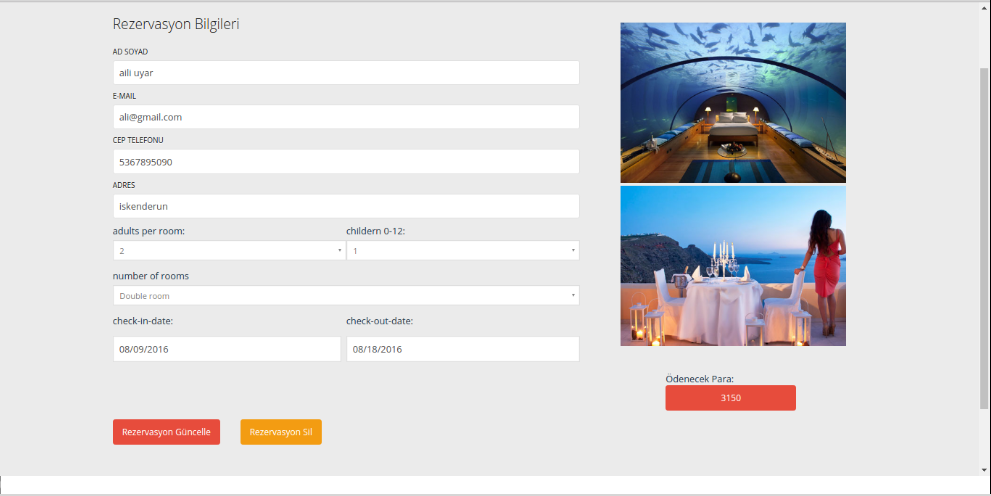 Rezervasyon Bilgileri
AD SOYAD
aili uyar
E-MAIL
ali@gmail.com
CEP TELEFONU
5367895090
ADRES
iskenderun
adults per room: childern 0-12:
2 1
number of rooms
Double room
check-in-date: check-out-date:
08/09/2016 08/18/2016
Ödenecek Para:
3150
Rezervasyon Güncelle Rezervasyon Sil